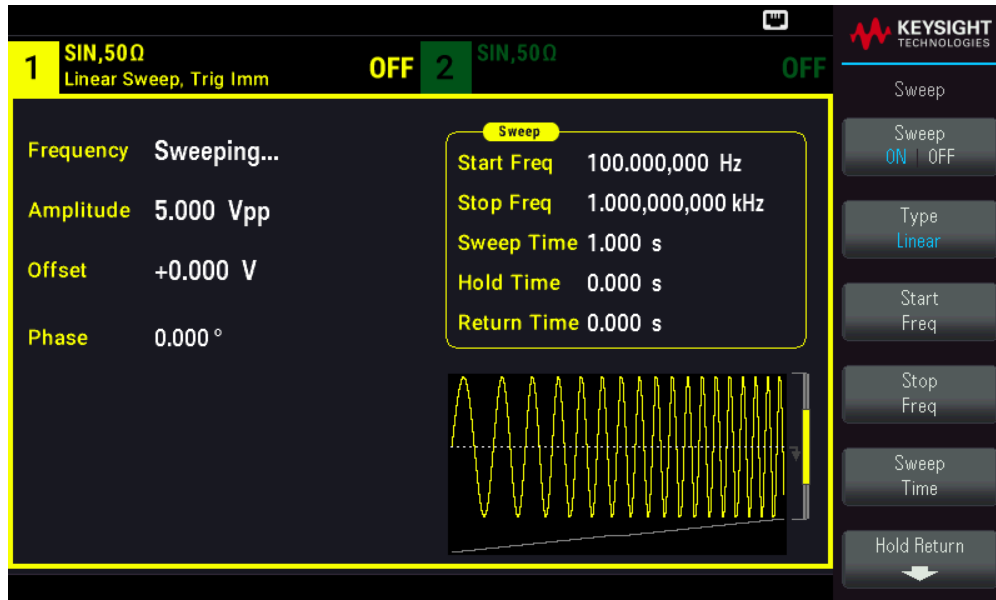 KEYSIGHT
TECHNOLOGIES
1
SIN,50Ω
Linear Sweep, Trig Imm
OFF
2
SIN,50Ω
OFF
Frequency Sweeping...
Amplitude 5.000 Vpp
Offset +0.000 V
Phase 0.000 °
Sweep
Start Freq 100.000,000 Hz
Stop Freq 1.000,000,000 kHz
Sweep Time 1.000 s
Hold Time 0.000 s
Return Time 0.000 s
Sweep
Sweep
ON | OFF
Type
Linear
Start
Freq
Stop
Freq
Sweep
Time
Hold Return